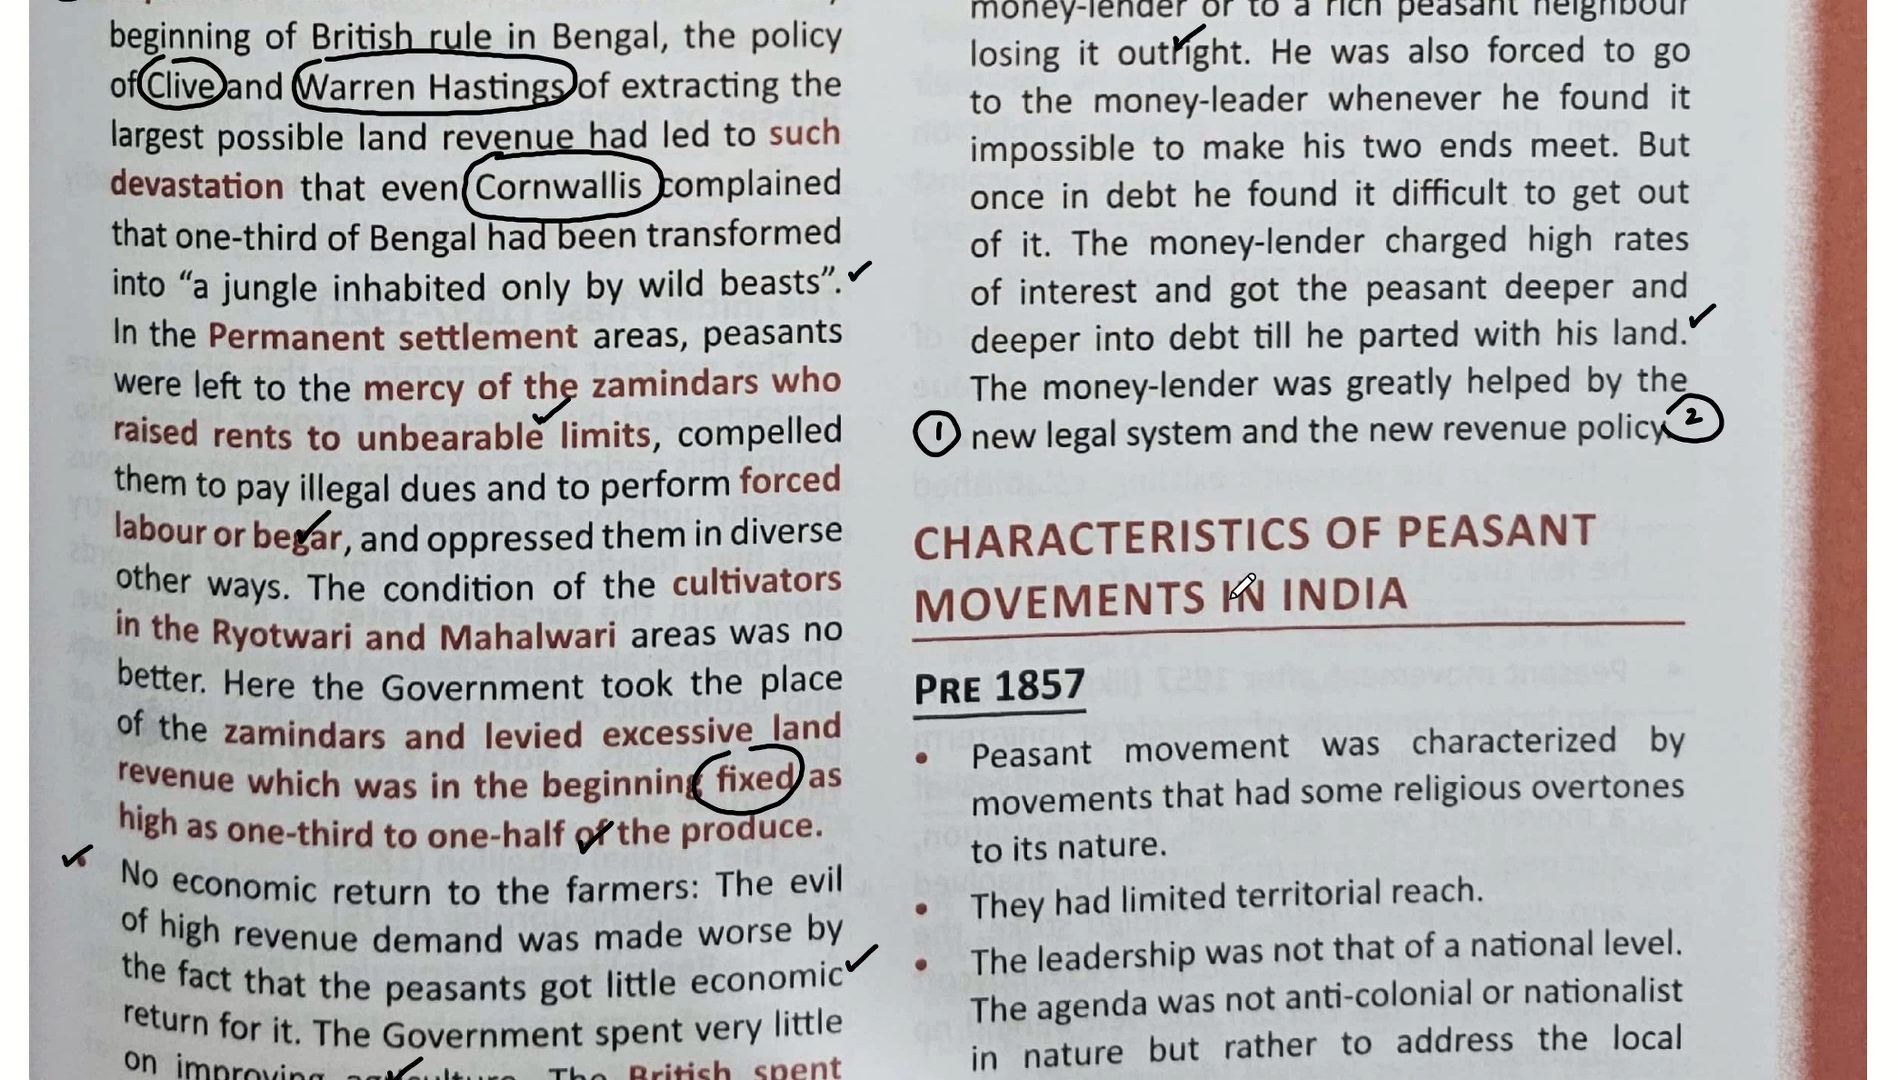 beginning of British rule in Bengal, the policy
of Clive and Warren Hastings of extracting the
largest possible land revenue had led to such
devastation that even Cornwallis complained
that one-third of Bengal had been transformed
into “a jungle inhabited only by wild beasts”.
In the Permanent settlement areas, peasants
were left to the mercy of the zamindars who
raised rents to unbearable limits, compelled
them to pay illegal dues and to perform forced
labour or begar, and oppressed them in diverse
other ways. The condition of the cultivators
in the Ryotwari and Mahalwari areas was no
better. Here the Government took the place
of the zamindars and levied excessive land
revenue which was in the beginning fixed as
high as one-third to one-half of the produce.
• No economic return to the farmers: The evil
of high revenue demand was made worse by
the fact that the peasants got little economic
return for it. The Government spent very little
on improving agriculture. The British spent
money-lender or to a rich peasant neighbour
losing it outright. He was also forced to go
to the money-leader whenever he found it
impossible to make his two ends meet. But
once in debt he found it difficult to get out
of it. The money-lender charged high rates
of interest and got the peasant deeper and
deeper into debt till he parted with his land.
The money-lender was greatly helped by the
1 new legal system and the new revenue policy. 2
CHARACTERISTICS OF PEASANT
MOVEMENTS IN INDIA
PRE 1857
• Peasant movement was characterized by
movements that had some religious overtones
to its nature.
• They had limited territorial reach.
• The leadership was not that of a national level.
The agenda was not anti-colonial or nationalist
in nature but rather to address the local